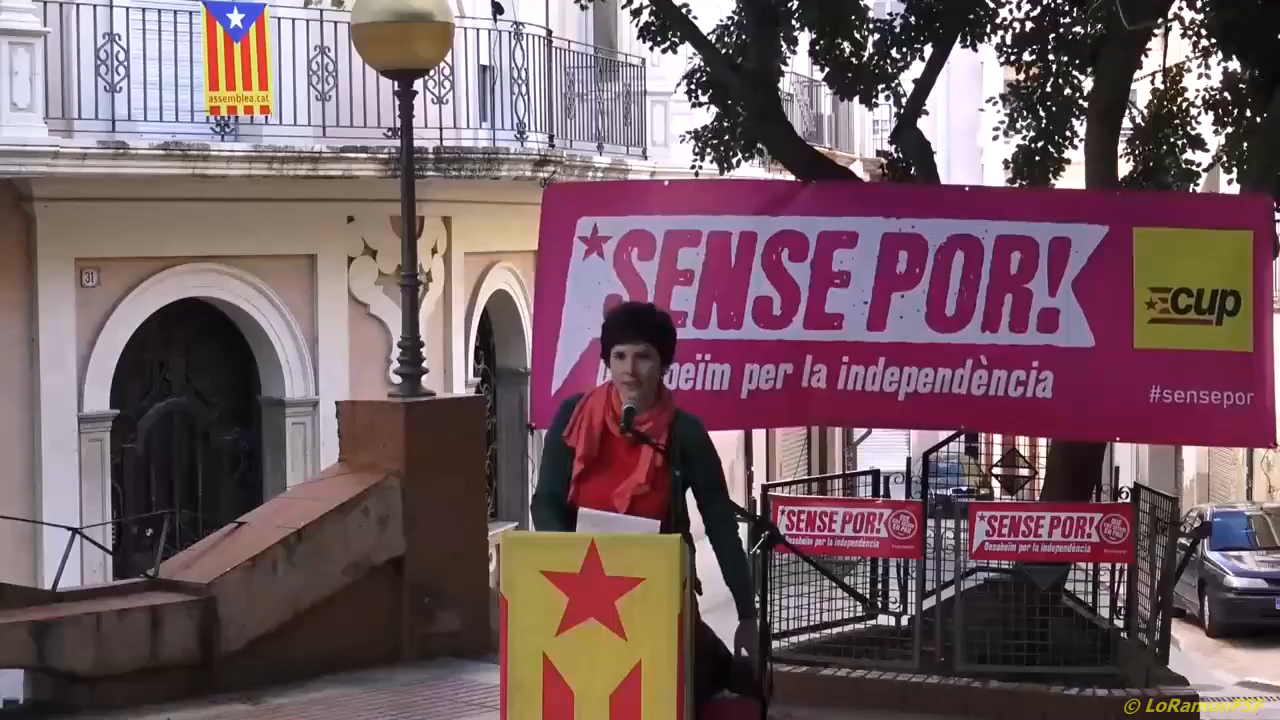 assemblea.cat
31
SENSE POR!
cup
per la independència
#sensepor
SENSE POR!
Desobeïm per la independència
SENSE POR!
Desobeïm per la independència